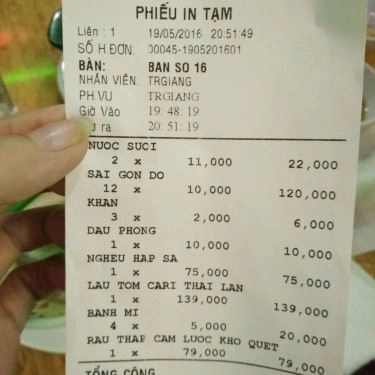 PHIẾU IN TẠM
Liên : 1 19/05/2016 20:51:49
SỐ H.ĐƠN: 00045-1905201601
BÀN: BAN SO 16
NHÂN VIÊN: TRGIANG
PH.VU TRGIANG
Giờ Vào 19: 48: 19
ra 20: 51: 19
NUOC SUOI
2 x 11,000 22,000
SAI GON DO
12 x 10,000 120,000
KHAN
3 x 2,000 6,000
DAU PHONG
1 x 10,000 10,000
NGHEU HAP SA
1 x 75,000 75,000
LAU TOM CARI THAI LAN
1 x 139,000 139,000
BANH MI
4 x 5,000 20,000
RAU THAP CAM LUOC KHO QUET
1 x 79,000 79,000
TỔNG CỘNG